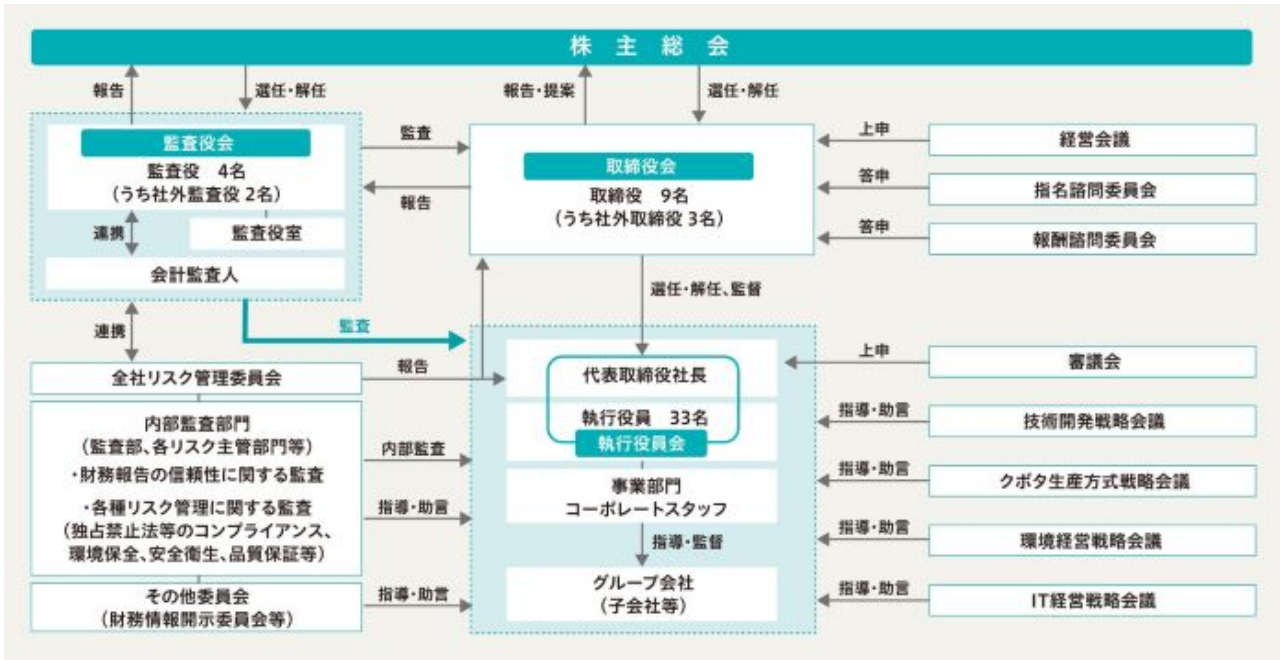 株主総会
報告
選任・解任
報告・提案
選任・解任
監査役会
監査役 4名
(うち社外監査役 2名)
連携
監査役室
会計監査人
監査
報告
取締役会
取締役 9名
(うち社外取締役 3名)
上申
経営会議
答申
指名諮問委員会
答申
報酬諮問委員会
連携
監査
選任・解任、監督
全社リスク管理委員会
報告
内部監査部門
(監査部、各リスク主管部門等)
・財務報告の信頼性に関する監査
・各種リスク管理に関する監査
(独占禁止法等のコンプライアンス、
環境保全、安全衛生、品質保証等)
内部監査
指導・助言
その他委員会
(財務情報開示委員会等)
指導・助言
代表取締役社長
執行役員 33名
執行役員会
事業部門
コーポレートスタッフ
指導・監督
グループ会社
(子会社等)
上申
審議会
指導・助言
技術開発戦略会議
指導・助言
クボタ生産方式戦略会議
指導・助言
環境経営戦略会議
指導・助言
IT経営戦略会議